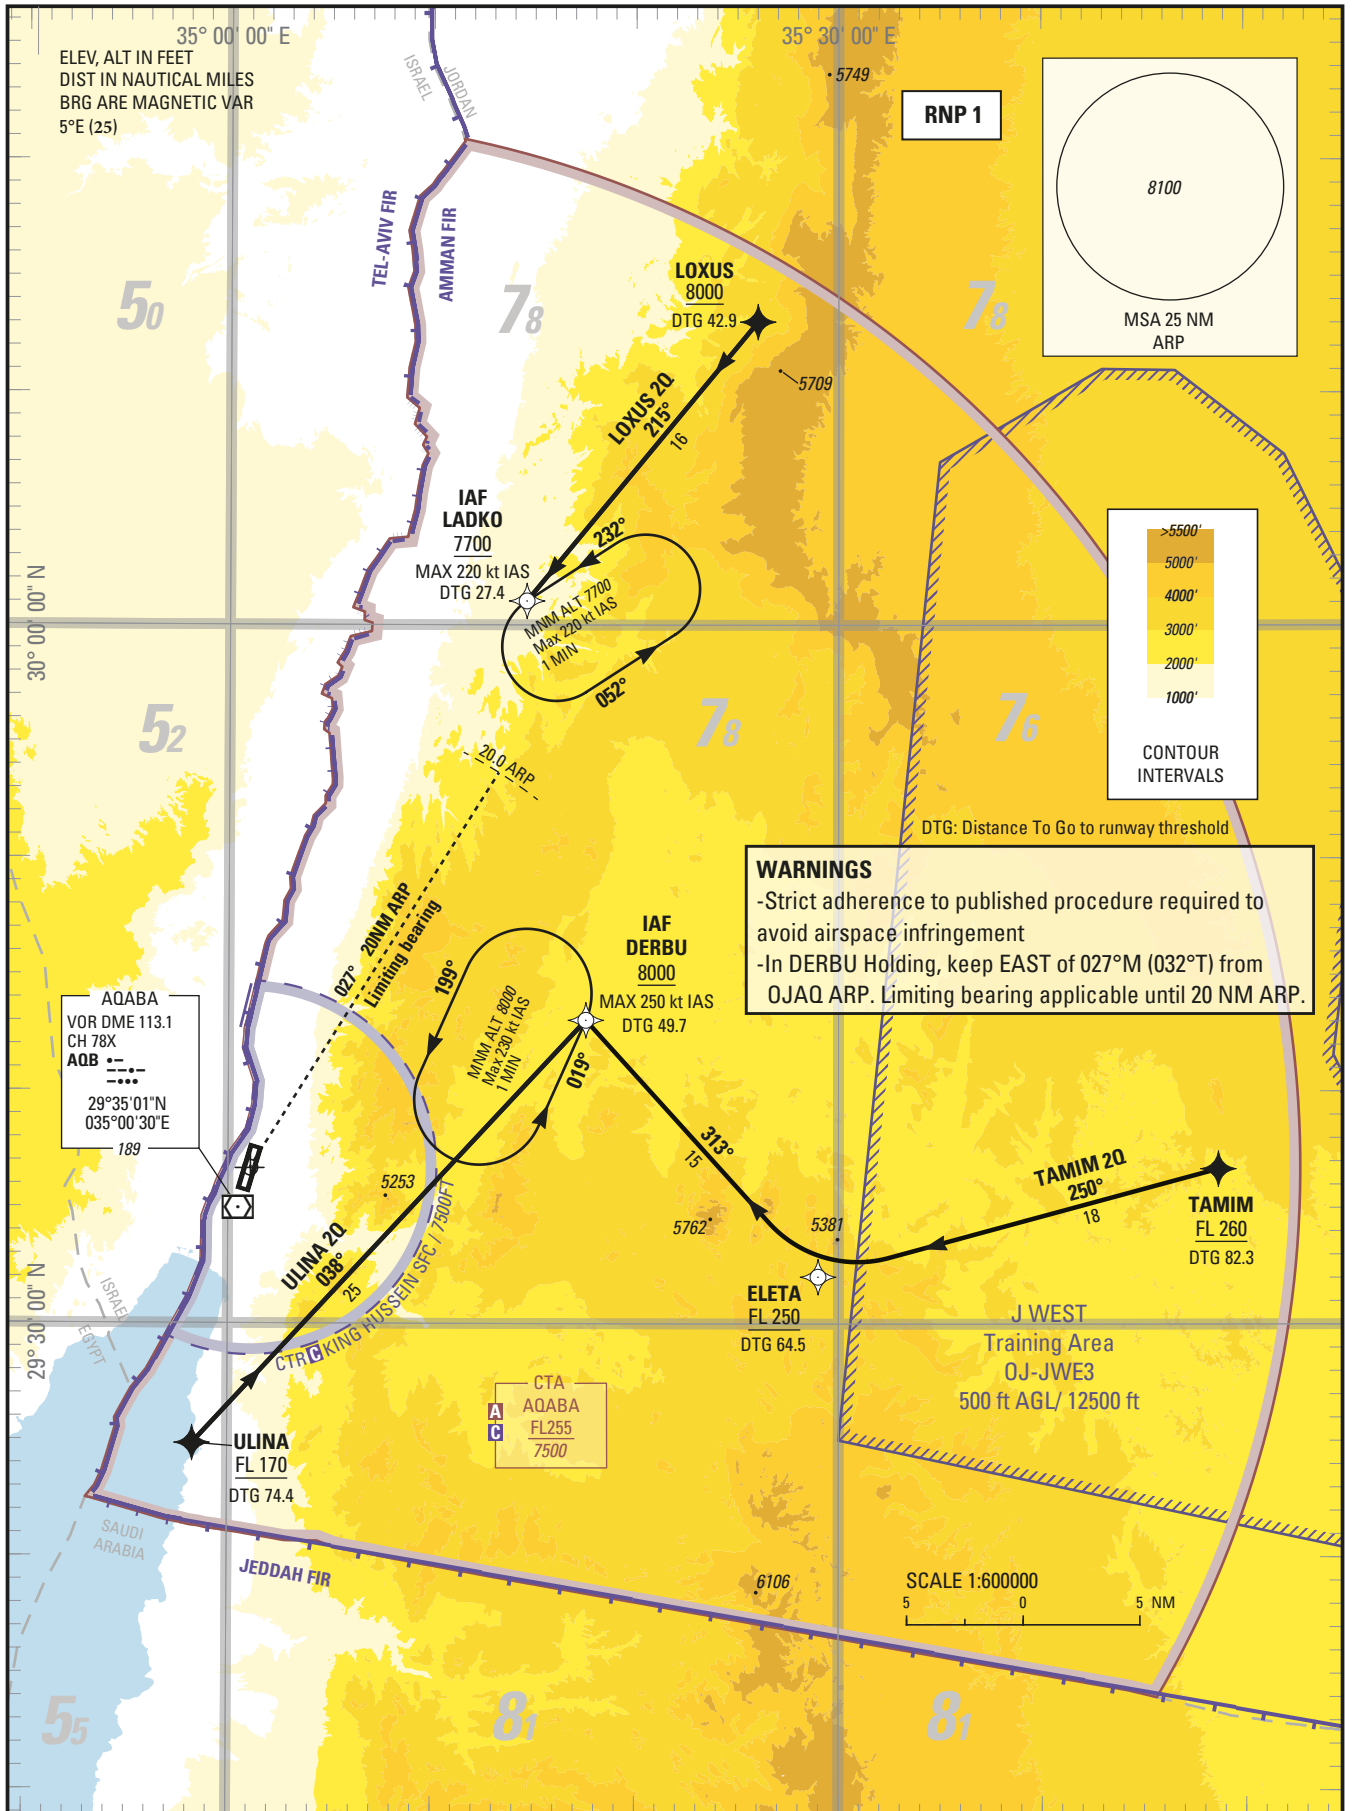 35° 00' 00" E
35° 30' 00" E
ELEV, ALT IN FEET
DIST IN NAUTICAL MILES
BRG ARE MAGNETIC VAR
5°E (25)
ISRAEL
JORDAN
5749
RNP 1
8100
MSA 25 NM
ARP
TEL-AVIV FIR
AMMAN FIR
50
78
78
LOXUS
8000
DTG 42.9
5709
LOXUS 2Q
215°
16
IAF
LADKO
7700
MAX 220 kt IAS
DTG 27.4
232°
MNM ALT 7700
Max 220 kt IAS
1 MIN
052°
>5500'
5000'
4000'
3000'
2000'
1000'
CONTOUR
INTERVALS
30° 00' 00" N
52
78
76
20.0 ARP
DTG: Distance To Go to runway threshold
WARNINGS
-Strict adherence to published procedure required to
avoid airspace infringement
-In DERBU Holding, keep EAST of 027°M (032°T) from
OJAQ ARP. Limiting bearing applicable until 20 NM ARP.
027° 20NM ARP
Limiting bearing
IAF
DERBU
8000
MAX 250 kt IAS
DTG 49.7
199°
MNM ALT 8000
Max 230 kt IAS
1 MIN
019°
AQABA
VOR DME 113.1
CH 78X
AQB
29°35'01"N
035°00'30"E
189
313°
15
TAMIM 2Q
250°
18
TAMIM
FL 260
DTG 82.3
5253
5762
5381
ULINA 2Q
038°
25
CTR C KING HUSSEIN SFC / 7500FT
ELETA
FL 250
DTG 64.5
J WEST
Training Area
OJ-JWE3
500 ft AGL/ 12500 ft
29° 30' 00" N
ISRAEL
EGYPT
CTA
A AQABA
C FL255
7500
ULINA
FL 170
DTG 74.4
SAUDI
ARABIA
JEDDAH FIR
6106
SCALE 1:600000
5 0 5 NM
55
81
81